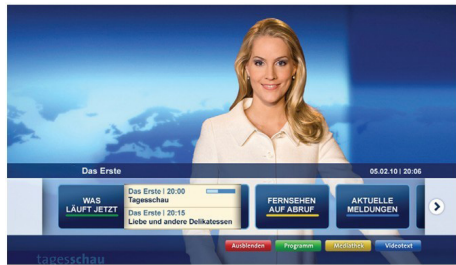 Das Erste
05.02.10 | 20:06
WAS
LÄUFT JETZT
Das Erste | 20:00
Tagesschau
Das Erste | 20:15
Liebe und andere Delikatessen
FERNSEHEN
AUF ABRUF
AKTUELLE
MELDUNGEN
Ausblenden
Programm
Mediathek
Videotext
tagesschau